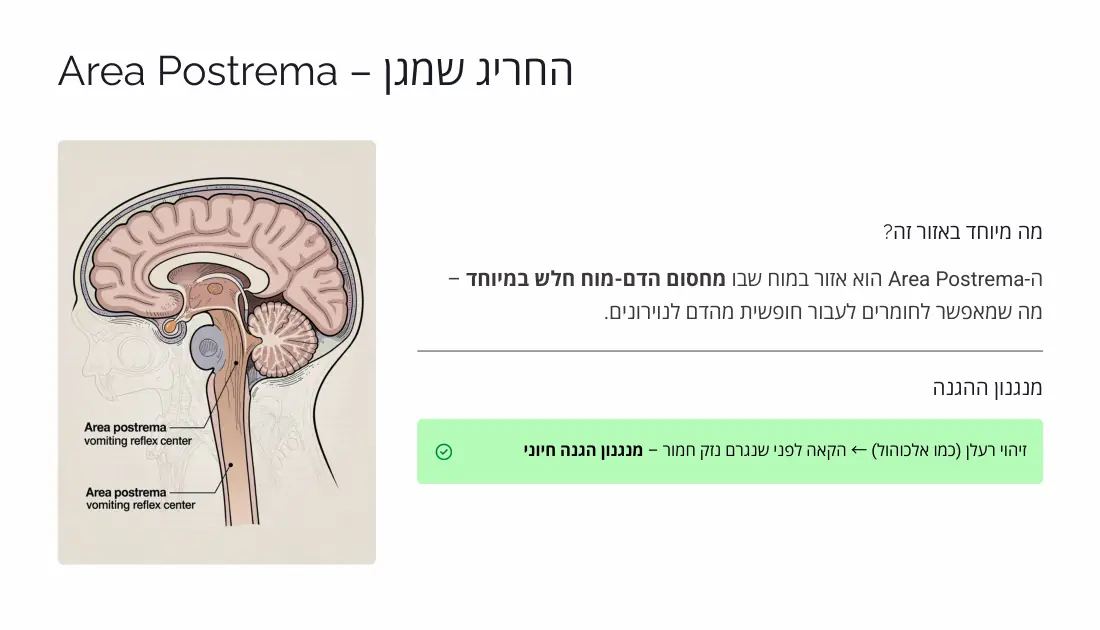 Area Postrema – החריג שמגן
Area postrema
vomiting reflex center
Area postrema
vomiting reflex center
מה מיוחד באזור זה?
ה-Area Postrema הוא אזור במוח שבו מחסום הדם-מוח חלש במיוחד –
מה שמאפשר לחומרים לעבור חופשית מהדם לנוירונים.
מנגנון ההגנה
זיהוי רעלן (כמו אלכוהול) ← הקאה לפני שנגרם נזק חמור – מנגנון הגנה חיוני